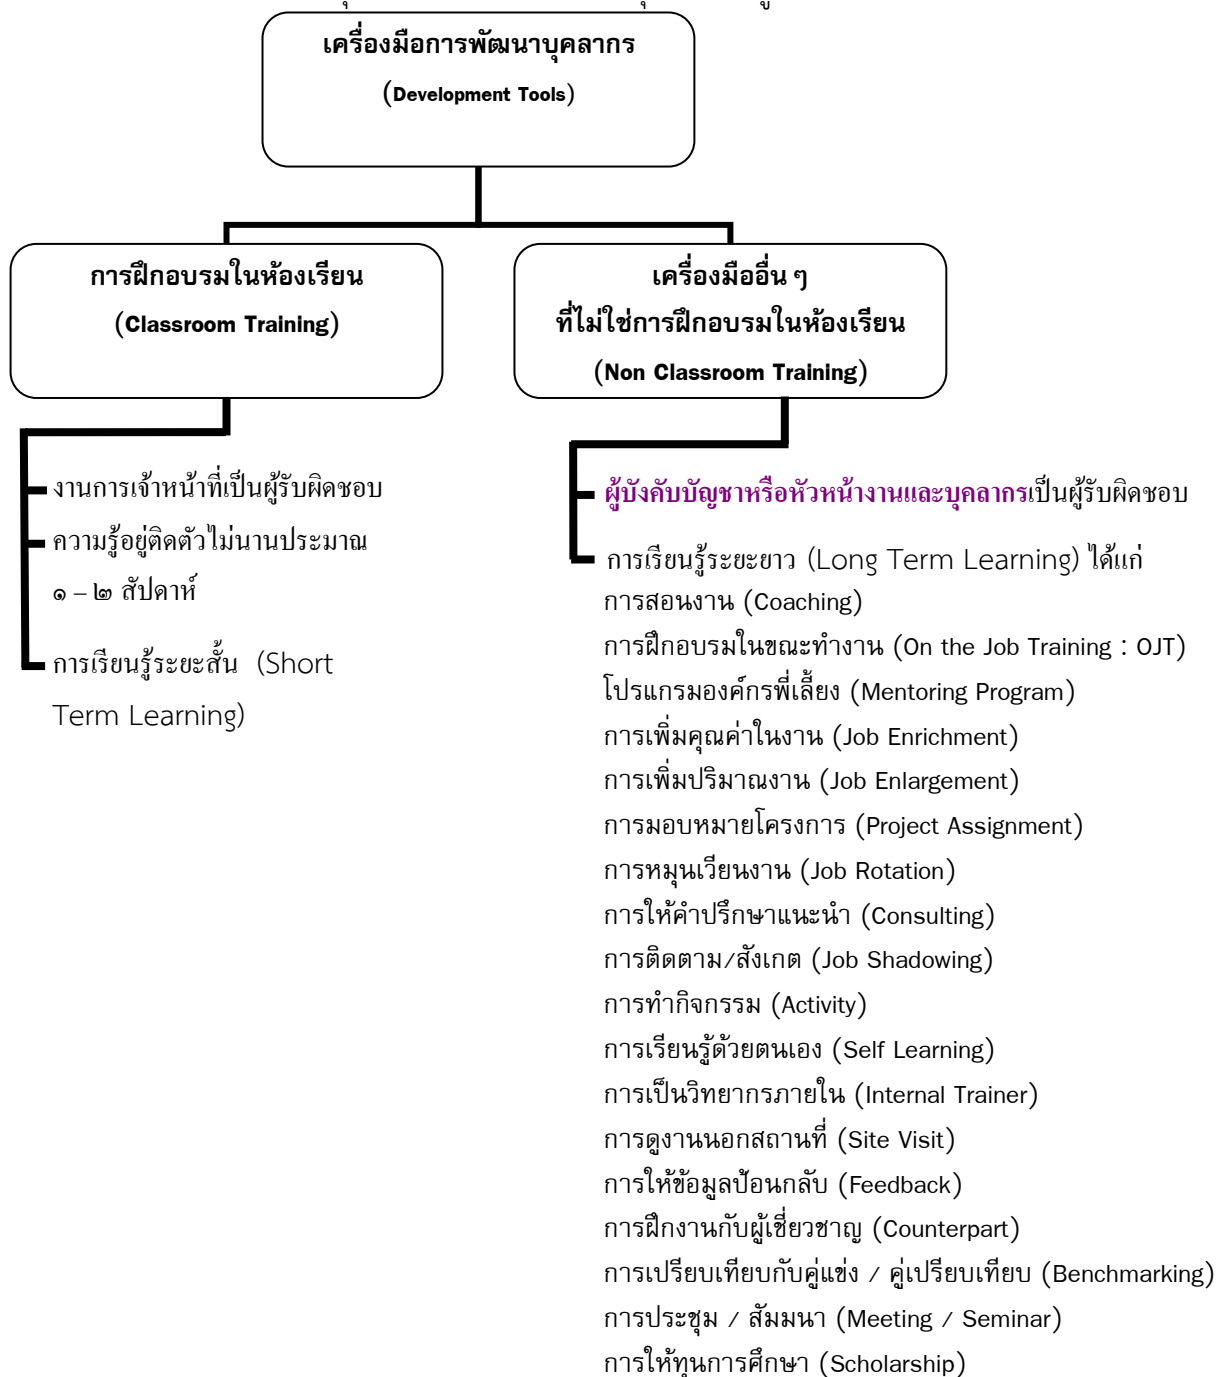 เครื่องมือการพัฒนาบุคลากร
(Development Tools)
การฝึกอบรมในห้องเรียน
(Classroom Training)
เครื่องมืออื่น ๆ
ที่ไม่ใช่การฝึกอบรมในห้องเรียน
(Non Classroom Training)
งานการเจ้าหน้าที่เป็นผู้รับผิดชอบ
ความรู้อยู่ติดตัวไม่นานประมาณ
๑ – ๒ สัปดาห์
การเรียนรู้ระยะสั้น (Short
Term Learning)
ผู้บังคับบัญชาหรือหัวหน้างานและบุคลากรเป็นผู้รับผิดชอบ
การเรียนรู้ระยะยาว (Long Term Learning) ได้แก่
การสอนงาน (Coaching)
การฝึกอบรมในขณะทำงาน (On the Job Training : OJT)
โปรแกรมองค์กรพี่เลี้ยง (Mentoring Program)
การเพิ่มคุณค่าในงาน (Job Enrichment)
การเพิ่มปริมาณงาน (Job Enlargement)
การมอบหมายโครงการ (Project Assignment)
การหมุนเวียนงาน (Job Rotation)
การให้คำปรึกษาแนะนำ (Consulting)
การติดตาม/สังเกต (Job Shadowing)
การทำกิจกรรม (Activity)
การเรียนรู้ด้วยตนเอง (Self Learning)
การเป็นวิทยากรภายใน (Internal Trainer)
การดูงานนอกสถานที่ (Site Visit)
การให้ข้อมูลป้อนกลับ (Feedback)
การฝึกงานกับผู้เชี่ยวชาญ (Counterpart)
การเปรียบเทียบกับคู่แข่ง / คู่เปรียบเทียบ (Benchmarking)
การประชุม / สัมมนา (Meeting / Seminar)
การให้ทุนการศึกษา (Scholarship)